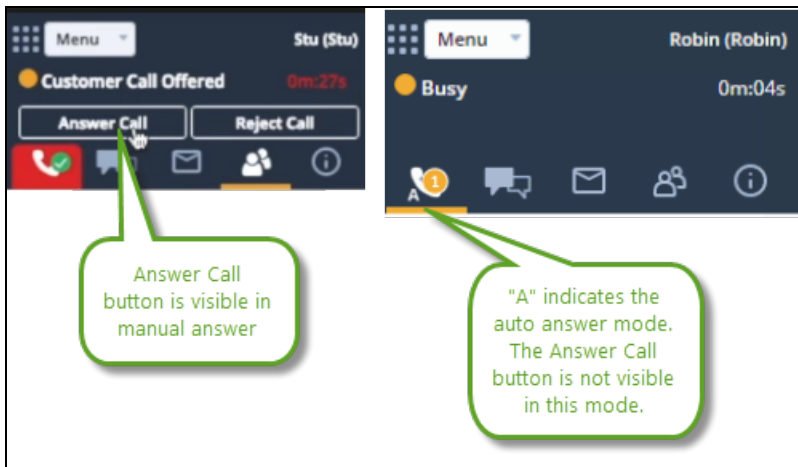 Menu
Stu (Stu)
Customer Call Offered
0m:27s
Answer Call
Reject Call
Answer Call
button is visible in
manual answer
Menu
Robin (Robin)
Busy
0m:04s
A
1
"A" indicates the
auto answer mode.
The Answer Call
button is not visible
in this mode.